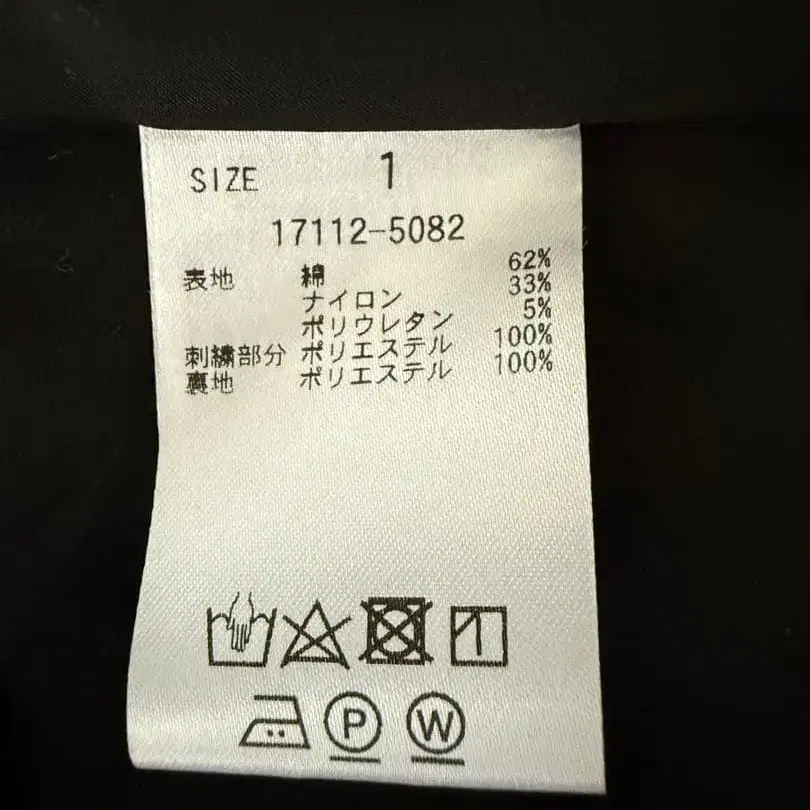 SIZE 1
17112-5082
表地 綿 62%
ナイロン 33%
ポリウレタン 5%
刺繍部分 ポリエステル 100%
裏地 ポリエステル 100%
P W